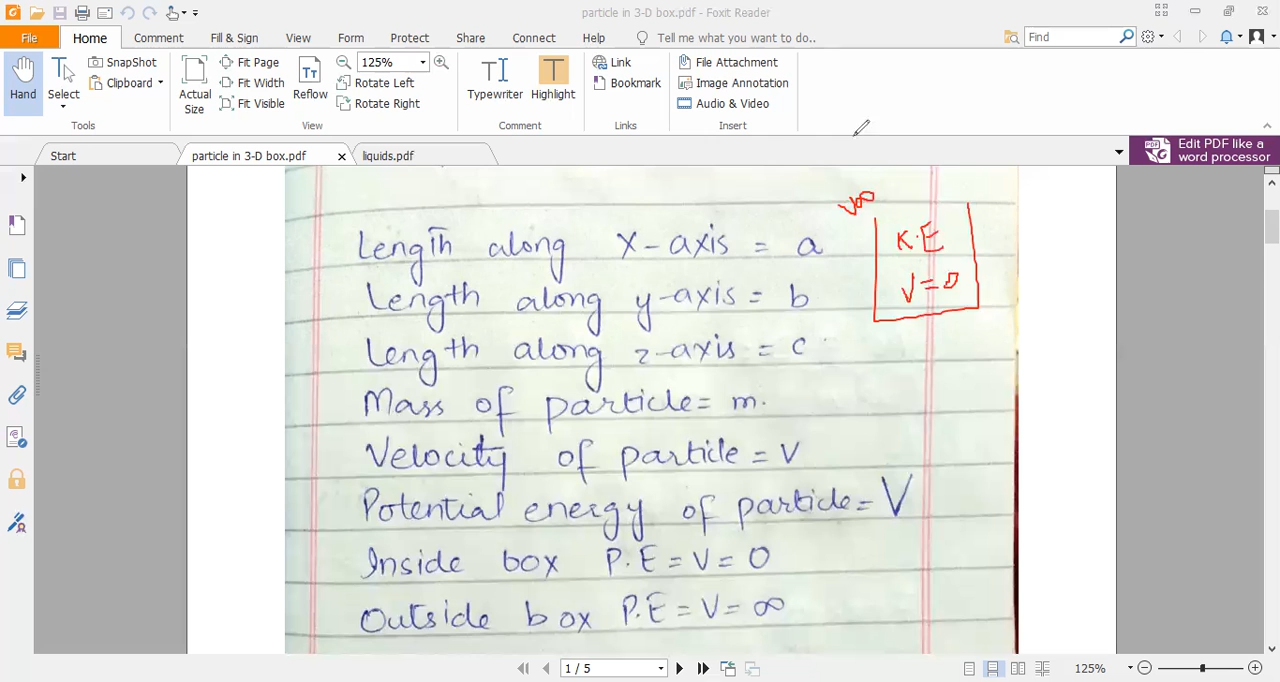 particle in 3-D box.pdf - Foxit Reader
File Home Comment Fill & Sign View Form Protect Share Connect Help Tell me what you want to do.. Find
Hand
Select
SnapShot
Clipboard
Actual Size
Fit Page
Fit Width
Fit Visible
Reflow
125%
Rotate Left
Rotate Right
Typewriter
Highlight
Link
Bookmark
File Attachment
Image Annotation
Audio & Video
Tools View Comment Links Insert
Start particle in 3-D box.pdf liquids.pdf
Edit PDF like a
word processor
V∞
K.E
V=0
Length along x-axis = a
Length along y-axis = b
Length along z-axis = c
Mass of particle= m.
Velocity of particle = v
Potential energy of particle = V
Inside box P.E = V = 0
Outside box P.E = V = ∞
1 / 5
125%